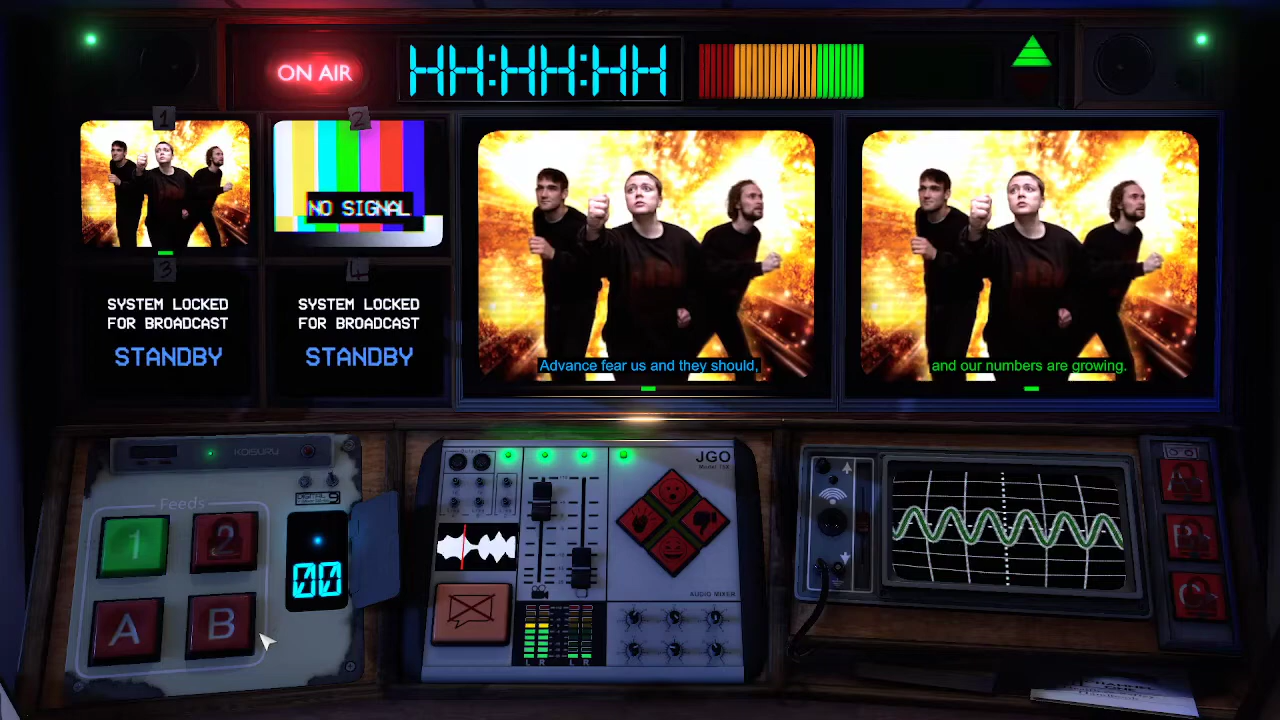 ON AIR
HH:HH:HH
1
2
NO SIGNAL
3
4
SYSTEM LOCKED
FOR BROADCAST
STANDBY
SYSTEM LOCKED
FOR BROADCAST
STANDBY
Advance fear us and they should,
and our numbers are growing.
KOISURU
Feeds
1
2
A
B
00
JGO
AUDIO MIXER
L R
L R